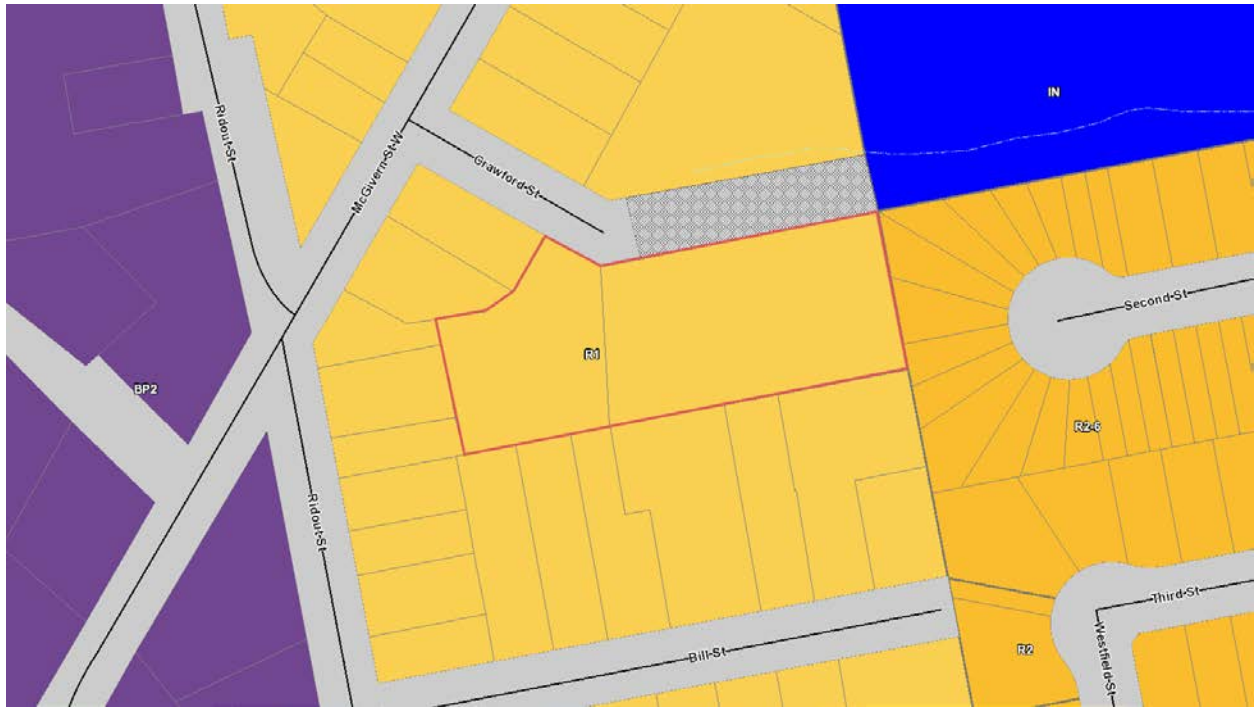 IN
Ridout St
McGivern St W
Crawford St
Second St
R1
BP2
R2-6
Ridout St
Third St
Bill St
R2
Westfield St